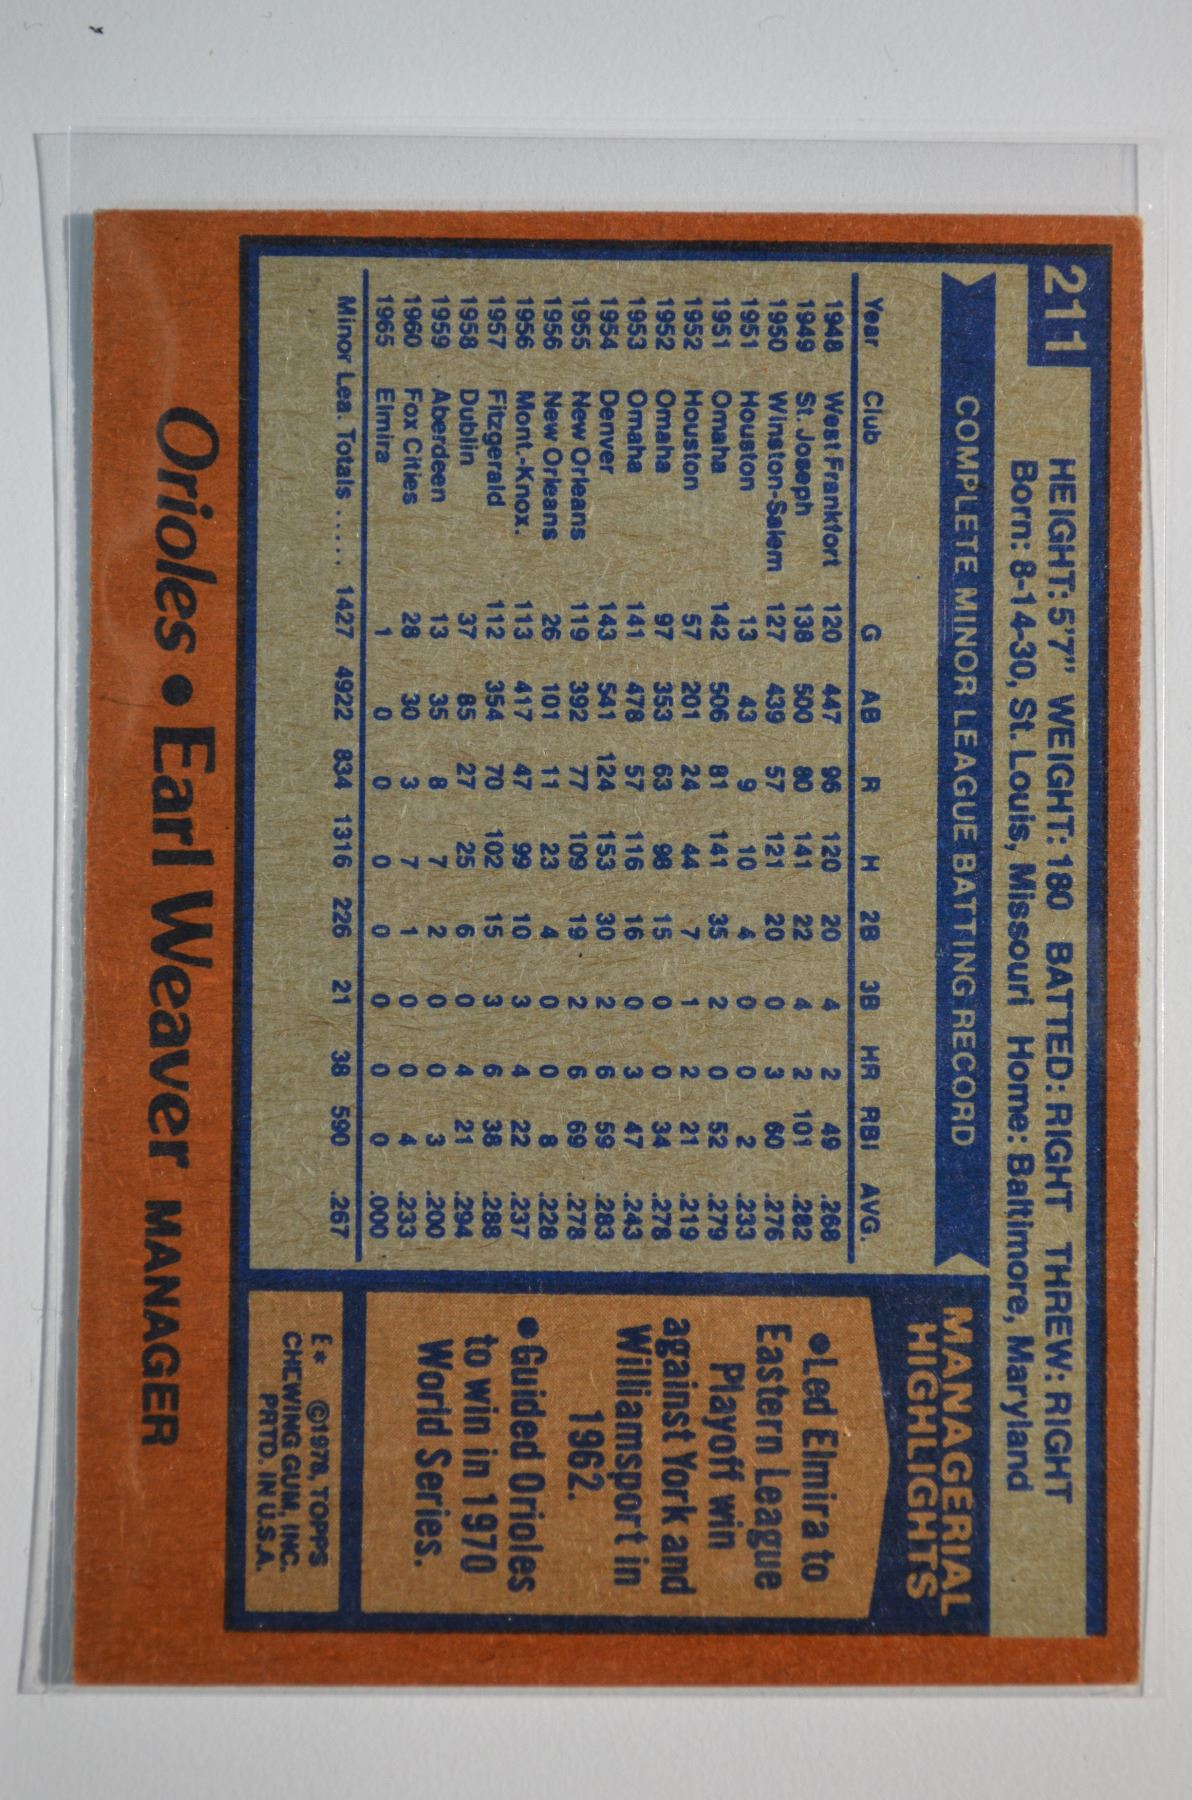 211
HEIGHT: 5'7" WEIGHT: 180 BATTED: RIGHT THREW: RIGHT
Born: 8-14-30, St. Louis, Missouri Home: Baltimore, Maryland
COMPLETE MINOR LEAGUE BATTING RECORD
Year Club G AB R H 2B 3B HR RBI AVG.
1948 West Frankfort 120 447 96 120 20 4 2 49 .268
1949 St. Joseph 138 500 80 141 22 4 2 101 .282
1950 Winston-Salem 127 439 57 121 20 0 3 60 .276
1951 Houston 13 43 9 10 4 0 0 2 .233
1951 Omaha 142 506 81 141 35 2 0 52 .279
1952 Houston 57 201 24 44 7 1 2 21 .219
1952 Omaha 97 353 63 98 15 0 0 34 .278
1953 Omaha 141 478 57 116 16 0 3 47 .243
1954 Denver 143 541 124 153 30 2 6 59 .283
1955 New Orleans 119 392 77 109 19 2 6 69 .278
1956 New Orleans 26 101 11 23 4 0 0 8 .228
1956 Mont.-Knox. 113 417 47 99 10 3 4 22 .237
1957 Fitzgerald 112 354 70 102 15 3 6 38 .288
1958 Dublin 37 85 27 25 6 0 4 21 .294
1959 Aberdeen 13 35 8 7 2 0 0 3 .200
1960 Fox Cities 28 30 3 7 1 0 0 4 .233
1965 Elmira 1 0 0 0 0 0 0 0 .000
Minor Lea. Totals ..... 1427 4922 834 1316 226 21 38 590 .267
MANAGERIAL
HIGHLIGHTS
•Led Elmira to
Eastern League
Playoff win
against York and
Williamsport in
1962.
•Guided Orioles
to win in 1970
World Series.
E* ©1978, TOPPS
CHEWING GUM, INC.
PRTD. IN U.S.A.
Orioles • Earl Weaver MANAGER